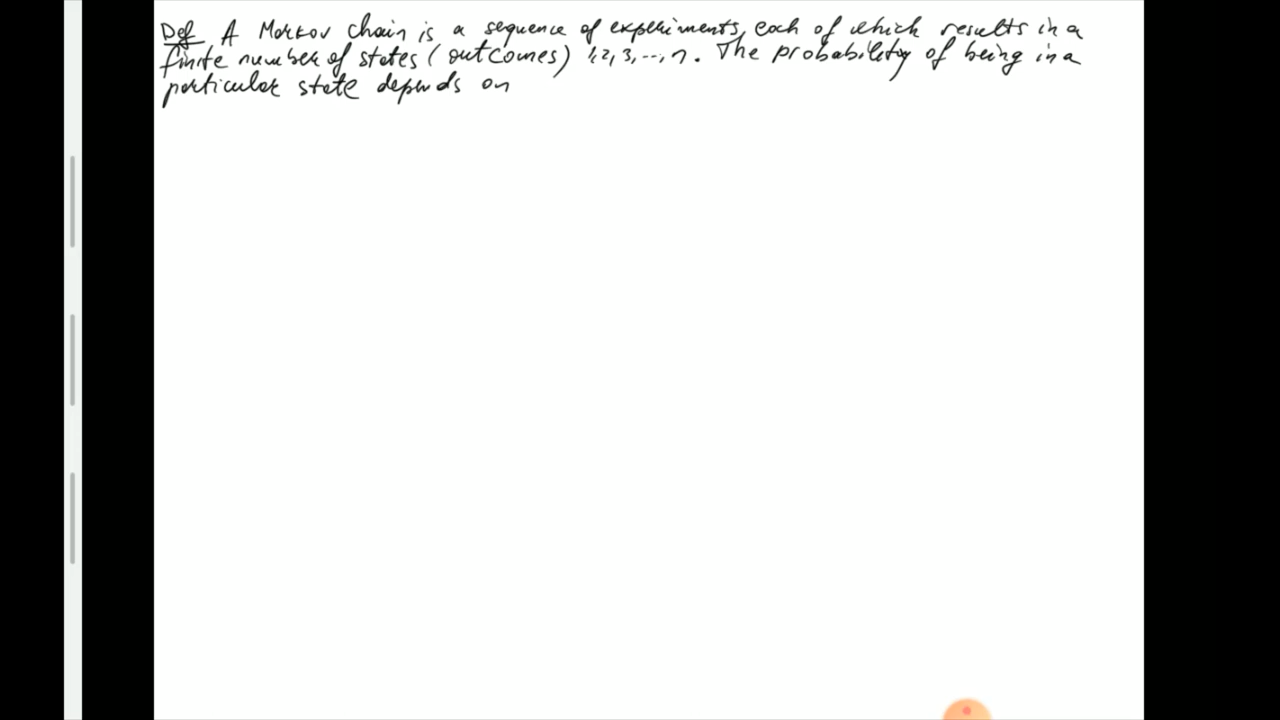 Def A Markov chain is a sequence of experiments, each of which results in a
finite number of states (outcomes) 1,2,3,...,n. The probability of being in a
particular state depends on